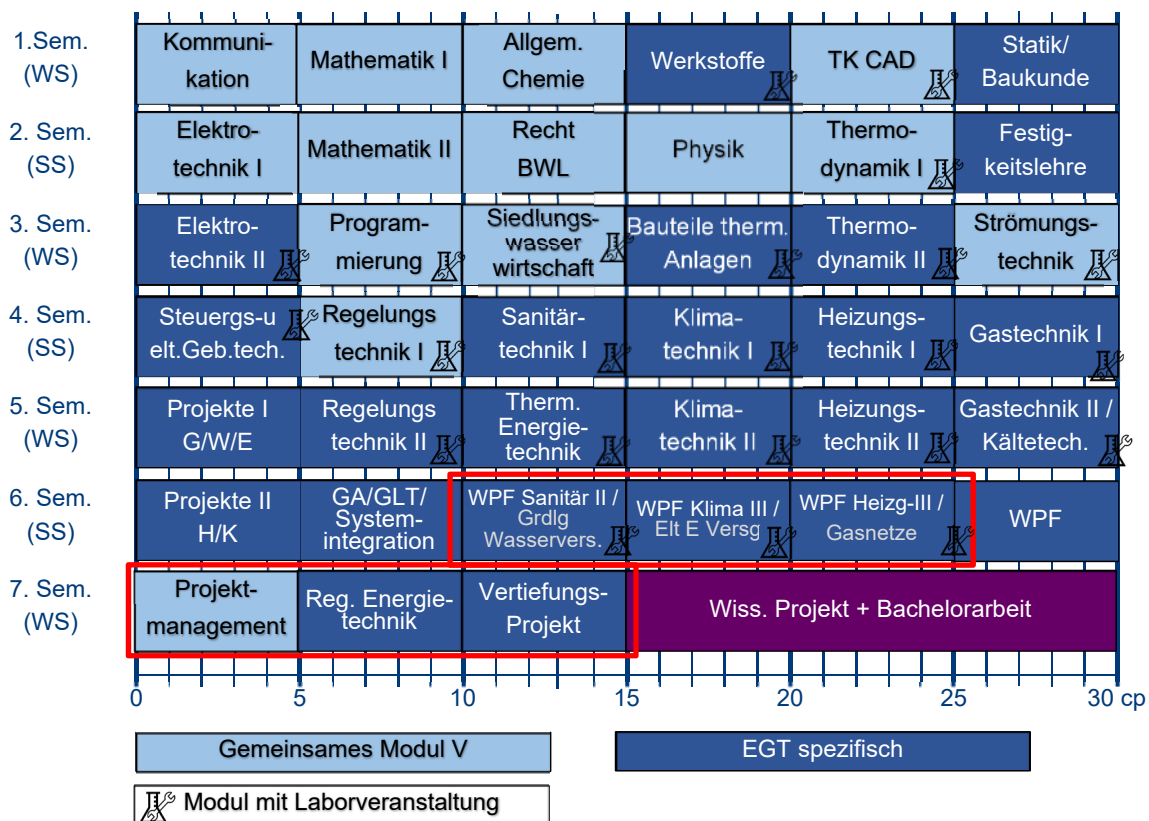 1.Sem.
(WS)
Kommuni-
kation
Mathematik I
Allgem.
Chemie
Werkstoffe
TK CAD
Statik/
Baukunde
2. Sem.
(SS)
Elektro-
technik I
Mathematik II
Recht
BWL
Physik
Thermo-
dynamik I
Festig-
keitslehre
3. Sem.
(WS)
Elektro-
technik II
Program-
mierung
Siedlungs-
wasser
wirtschaft
Bauteile therm.
Anlagen
Thermo-
dynamik II
Strömungs-
technik
4. Sem.
(SS)
Steuergs-u
elt.Geb.tech.
Regelungs
technik I
Sanitär-
technik I
Klima-
technik I
Heizungs-
technik I
Gastechnik I
5. Sem.
(WS)
Projekte I
G/W/E
Regelungs
technik II
Therm.
Energie-
technik
Klima-
technik II
Heizungs-
technik II
Gastechnik II /
Kältetech.
6. Sem.
(SS)
Projekte II
H/K
GA/GLT/
System-
integration
WPF Sanitär II /
Grdlg
Wasservers.
WPF Klima III /
Elt E Versg
WPF Heizg-III /
Gasnetze
WPF
7. Sem.
(WS)
Projekt-
management
Reg. Energie-
technik
Vertiefungs-
Projekt
Wiss. Projekt + Bachelorarbeit
0 5 10 15 20 25 30 cp
Gemeinsames Modul V
EGT spezifisch
Modul mit Laborveranstaltung